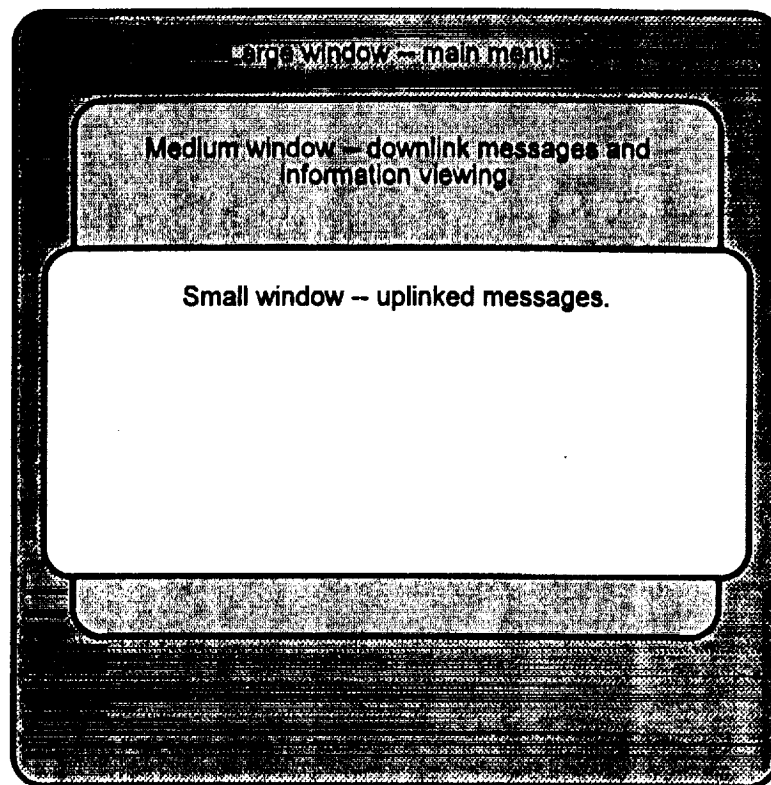 Large window -- main menu.
Medium window -- downlink messages and
information viewing.
Small window -- uplinked messages.